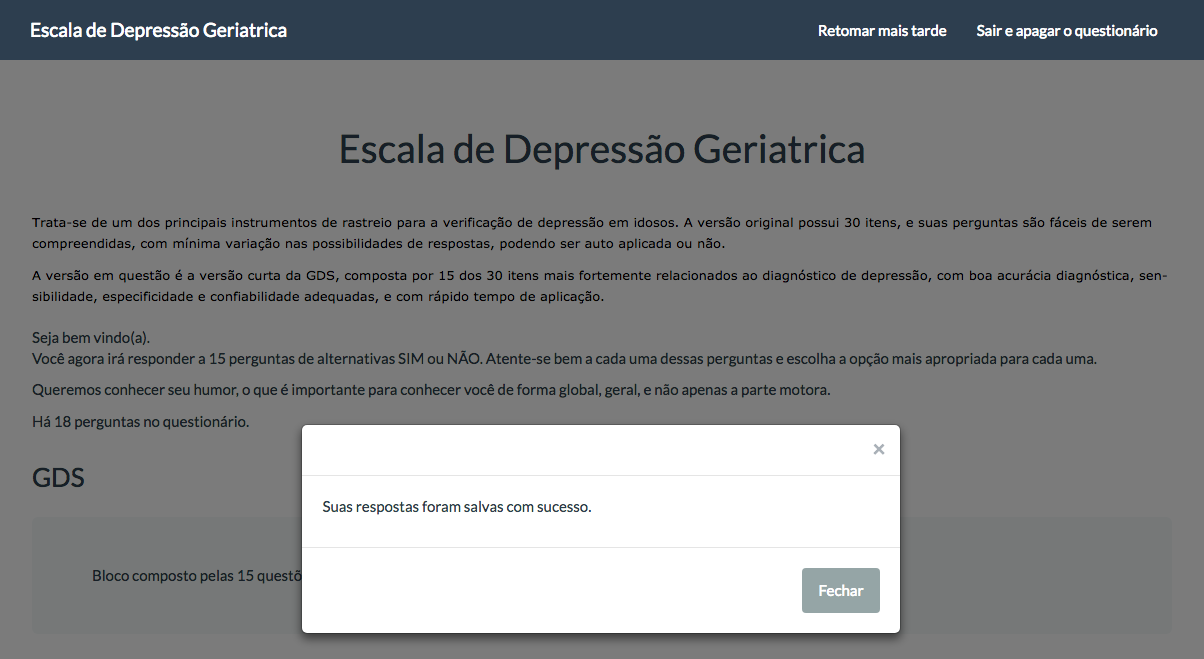 Escala de Depressão Geriatrica
Retomar mais tarde
Sair e apagar o questionário
Escala de Depressão Geriatrica
Trata-se de um dos principais instrumentos de rastreio para a verificação de depressão em idosos. A versão original possui 30 itens, e suas perguntas são fáceis de serem
compreendidas, com mínima variação nas possibilidades de respostas, podendo ser auto aplicada ou não.
A versão em questão é a versão curta da GDS, composta por 15 dos 30 itens mais fortemente relacionados ao diagnóstico de depressão, com boa acurácia diagnóstica, sen-
sibilidade, especificidade e confiabilidade adequadas, e com rápido tempo de aplicação.
Seja bem vindo(a).
Você agora irá responder a 15 perguntas de alternativas SIM ou NÃO. Atente-se bem a cada uma dessas perguntas e escolha a opção mais apropriada para cada uma.
Queremos conhecer seu humor, o que é importante para conhecer você de forma global, geral, e não apenas a parte motora.
Há 18 perguntas no questionário.
×
GDS
Suas respostas foram salvas com sucesso.
Bloco composto pelas 15 questõ
Fechar